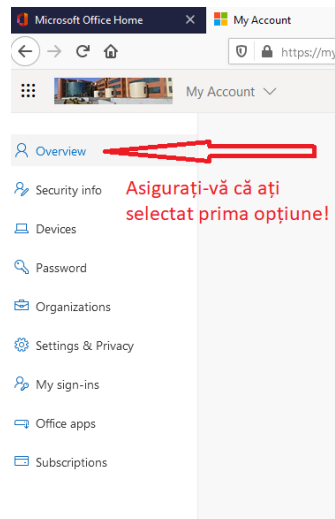 Microsoft Office Home
My Account
https://my
My Account
Overview
Security info
Asigurați-vă că ați
selectat prima opțiune!
Devices
Password
Organizations
Settings & Privacy
My sign-ins
Office apps
Subscriptions